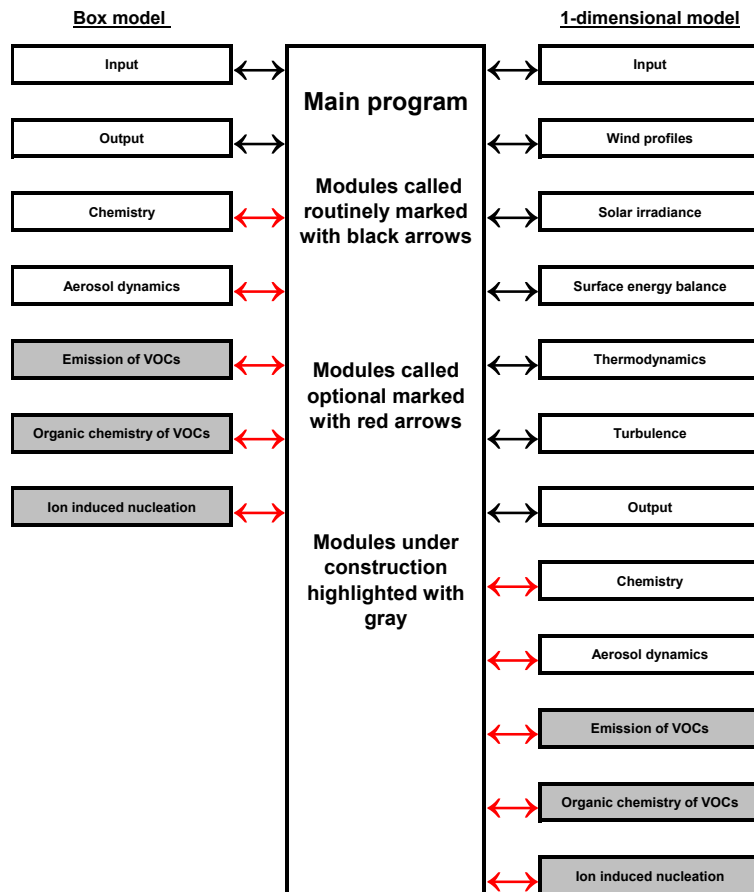 Box model
Input
Output
Chemistry
Aerosol dynamics
Emission of VOCs
Organic chemistry of VOCs
Ion induced nucleation
Main program
Modules called
routinely marked
with black arrows
Modules called
optional marked
with red arrows
Modules under
construction
highlighted with
gray
1-dimensional model
Input
Wind profiles
Solar irradiance
Surface energy balance
Thermodynamics
Turbulence
Output
Chemistry
Aerosol dynamics
Emission of VOCs
Organic chemistry of VOCs
Ion induced nucleation